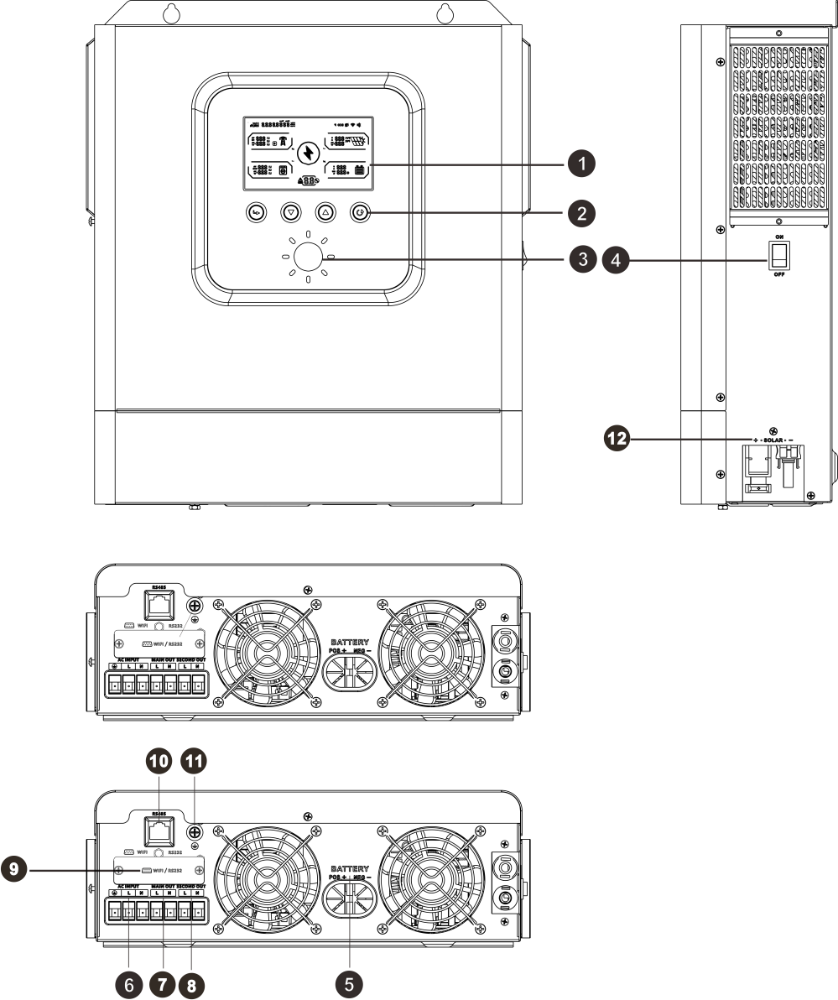 1
2
3
4
ON
OFF
12
+ - SOLAR - −
RS485
WIFI
RS232
WIFI / RS232
BATTERY
POS + NEG −
AC INPUT MAIN OUT SECOND OUT
L N L N L N
10
11
RS485
WIFI
RS232
9
WIFI / RS232
BATTERY
POS + NEG −
AC INPUT MAIN OUT SECOND OUT
L N L N L N
6
7
8
5